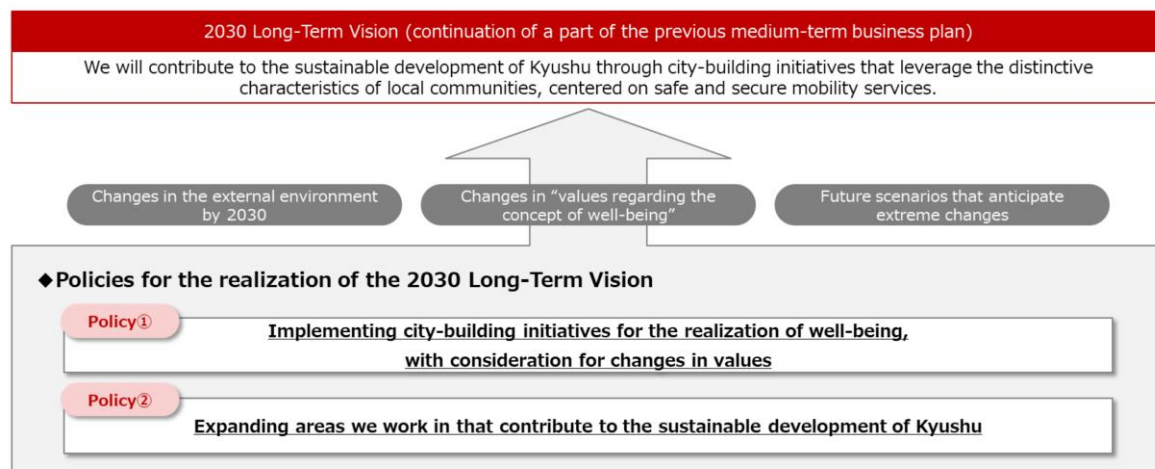 2030 Long-Term Vision (continuation of a part of the previous medium-term business plan)
We will contribute to the sustainable development of Kyushu through city-building initiatives that leverage the distinctive
characteristics of local communities, centered on safe and secure mobility services.
Changes in the external environment
by 2030
Changes in “values regarding the
concept of well-being”
Future scenarios that anticipate
extreme changes
◆Policies for the realization of the 2030 Long-Term Vision
Policy①
Implementing city-building initiatives for the realization of well-being,
with consideration for changes in values
Policy②
Expanding areas we work in that contribute to the sustainable development of Kyushu